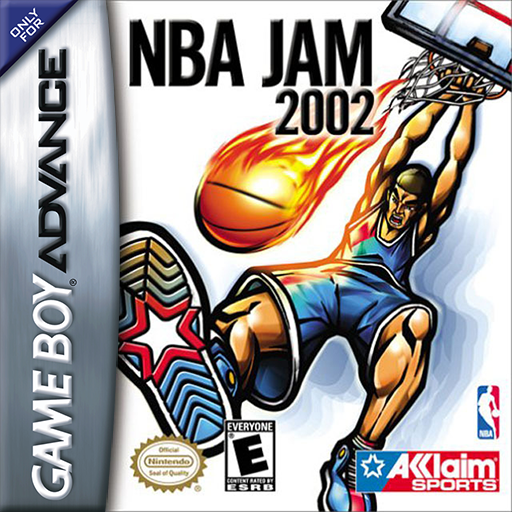 ONLY
FOR
GAME BOY ADVANCE
NBA JAM
2002
Official
Nintendo
Seal of Quality
EVERYONE
E
CONTENT RATED BY
ESRB
NBA
AKklaim
SPORTS